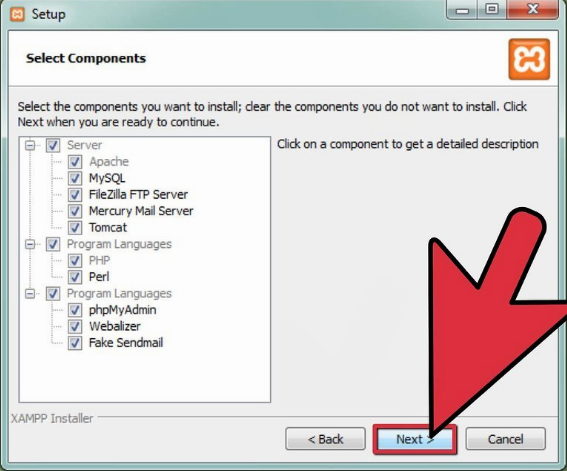 Setup
Select Components
Select the components you want to install; clear the components you do not want to install. Click
Next when you are ready to continue.
Server
Apache
MySQL
FileZilla FTP Server
Mercury Mail Server
Tomcat
Program Languages
PHP
Perl
Program Languages
phpMyAdmin
Webalizer
Fake Sendmail
Click on a component to get a detailed description
XAMPP Installer
< Back
Next >
Cancel